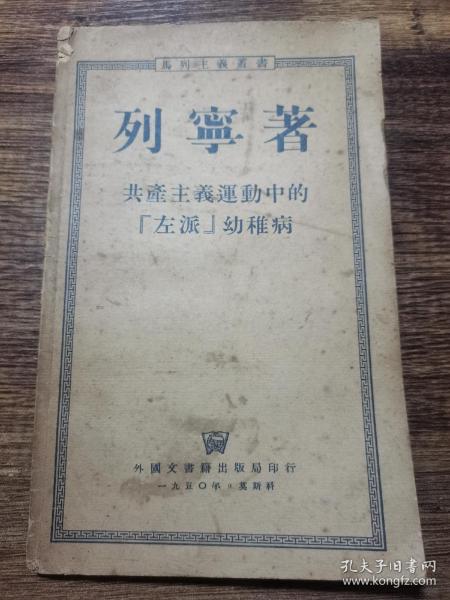 馬列主義叢書
列寧著
共產主義運動中的
『左派』幼稚病
外國文書籍出版局印行
一九五〇年 莫斯科
孔夫子旧书网
www.kongfz.com